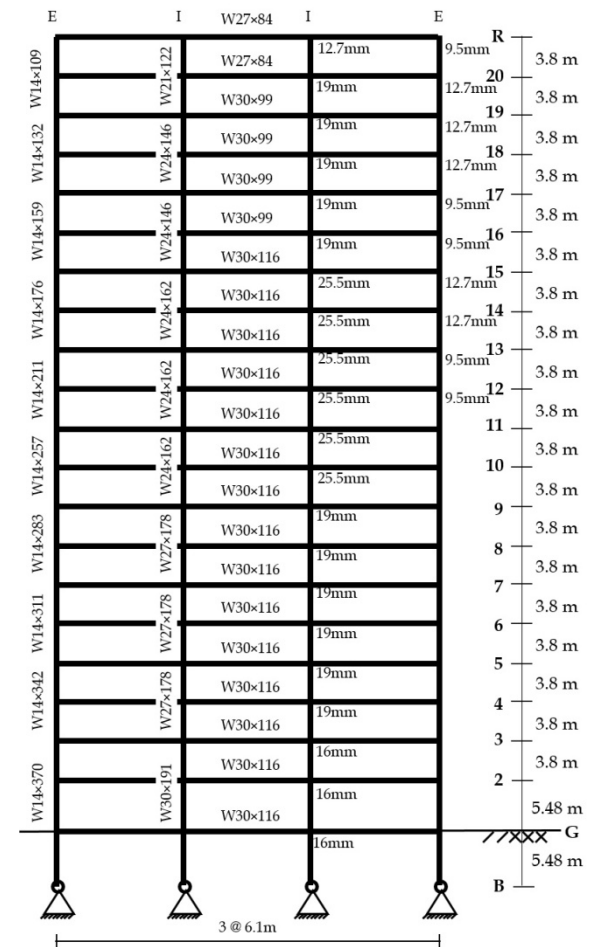 E I I E
W27×84
R
12.7mm 9.5mm
W27×84 3.8 m
W14×109 W21×122
20
19mm 12.7mm
W30×99 3.8 m
19
19mm 12.7mm
W30×99 3.8 m
W14×132 W24×146
18
19mm 12.7mm
W30×99 3.8 m
17
19mm 9.5mm
W30×99 3.8 m
W14×159 W24×146
16
19mm 9.5mm
W30×116 3.8 m
15
25.5mm 12.7mm
W30×116 3.8 m
W14×176 W24×162
14
25.5mm 12.7mm
W30×116 3.8 m
13
25.5mm 9.5mm
W30×116 3.8 m
W14×211 W24×162
12
25.5mm 9.5mm
W30×116 3.8 m
11
25.5mm
W30×116 3.8 m
W14×257 W24×162
10
25.5mm
W30×116 3.8 m
9
19mm
W30×116 3.8 m
W14×283 W27×178
8
19mm
W30×116 3.8 m
7
19mm
W30×116 3.8 m
W14×311 W27×178
6
19mm
W30×116 3.8 m
5
19mm
W30×116 3.8 m
W14×342 W27×178
4
19mm
W30×116 3.8 m
3
16mm
W30×116 3.8 m
W14×370 W30×191
2
16mm
W30×116 5.48 m
G
16mm
5.48 m
B
3 @ 6.1m